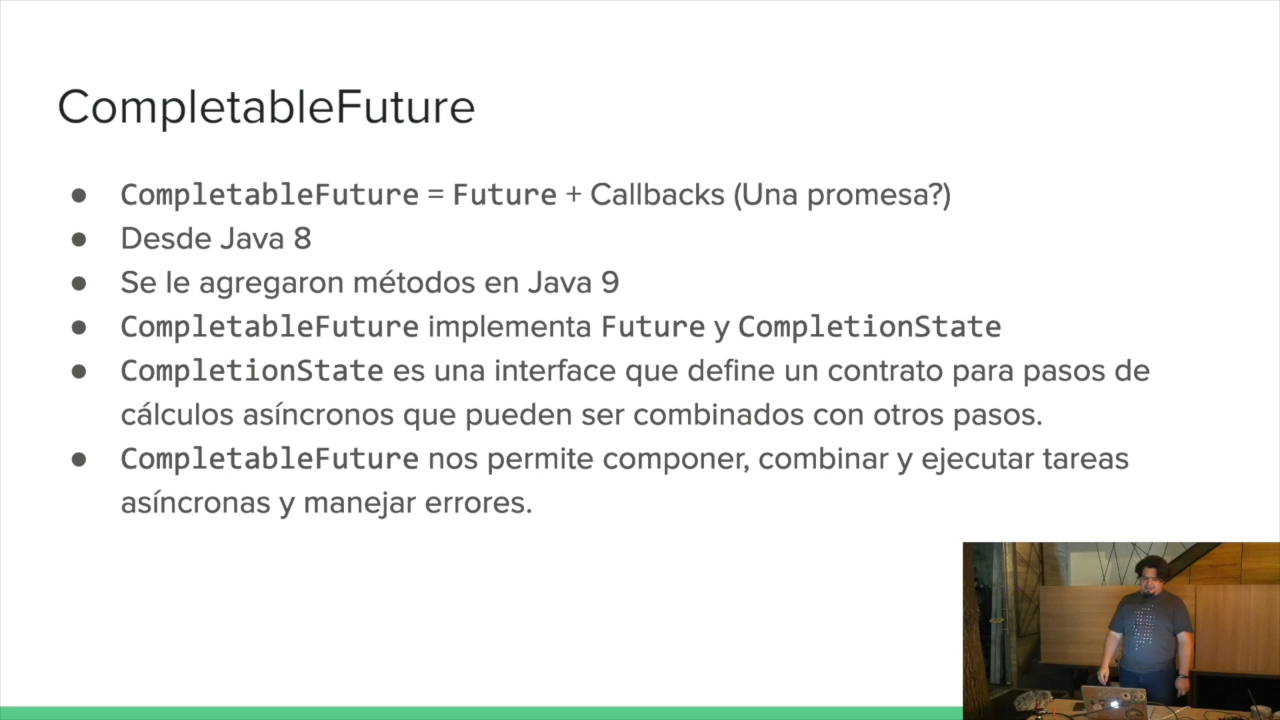 CompletableFuture
● CompletableFuture = Future + Callbacks (Una promesa?)
● Desde Java 8
● Se le agregaron métodos en Java 9
● CompletableFuture implementa Future y CompletionState
● CompletionState es una interface que define un contrato para pasos de
cálculos asíncronos que pueden ser combinados con otros pasos.
● CompletableFuture nos permite componer, combinar y ejecutar tareas
asíncronas y manejar errores.